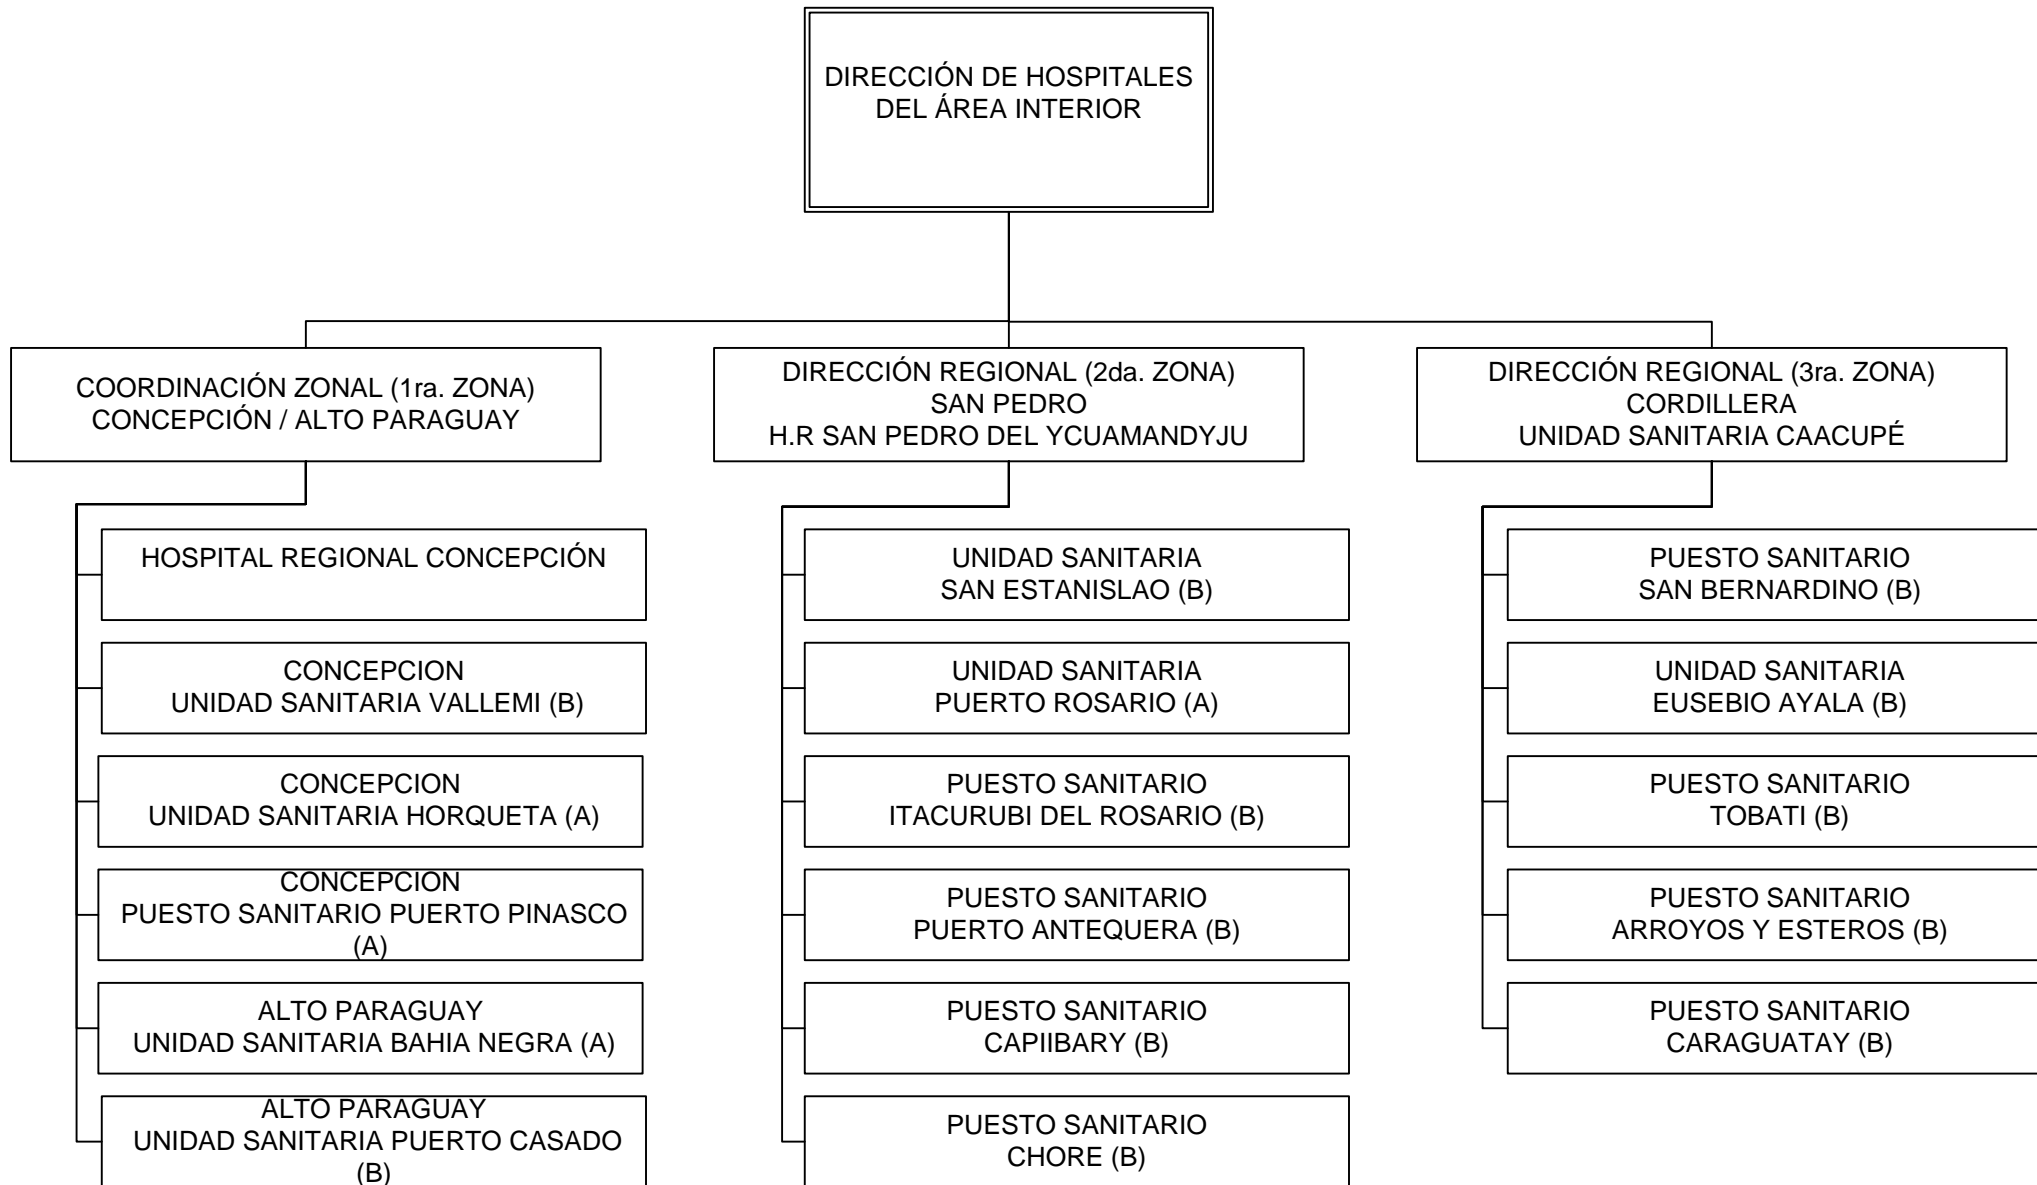 DIRECCIÓN DE HOSPITALES
DEL ÁREA INTERIOR
COORDINACIÓN ZONAL (1ra. ZONA)
CONCEPCIÓN / ALTO PARAGUAY
DIRECCIÓN REGIONAL (2da. ZONA)
SAN PEDRO
H.R SAN PEDRO DEL YCUAMANDYJU
DIRECCIÓN REGIONAL (3ra. ZONA)
CORDILLERA
UNIDAD SANITARIA CAACUPÉ
HOSPITAL REGIONAL CONCEPCIÓN
CONCEPCION
UNIDAD SANITARIA VALLEMI (B)
CONCEPCION
UNIDAD SANITARIA HORQUETA (A)
CONCEPCION
PUESTO SANITARIO PUERTO PINASCO
(A)
ALTO PARAGUAY
UNIDAD SANITARIA BAHIA NEGRA (A)
ALTO PARAGUAY
UNIDAD SANITARIA PUERTO CASADO
(B)
UNIDAD SANITARIA
SAN ESTANISLAO (B)
UNIDAD SANITARIA
PUERTO ROSARIO (A)
PUESTO SANITARIO
ITACURUBI DEL ROSARIO (B)
PUESTO SANITARIO
PUERTO ANTEQUERA (B)
PUESTO SANITARIO
CAPIIBARY (B)
PUESTO SANITARIO
CHORE (B)
PUESTO SANITARIO
SAN BERNARDINO (B)
UNIDAD SANITARIA
EUSEBIO AYALA (B)
PUESTO SANITARIO
TOBATI (B)
PUESTO SANITARIO
ARROYOS Y ESTEROS (B)
PUESTO SANITARIO
CARAGUATAY (B)